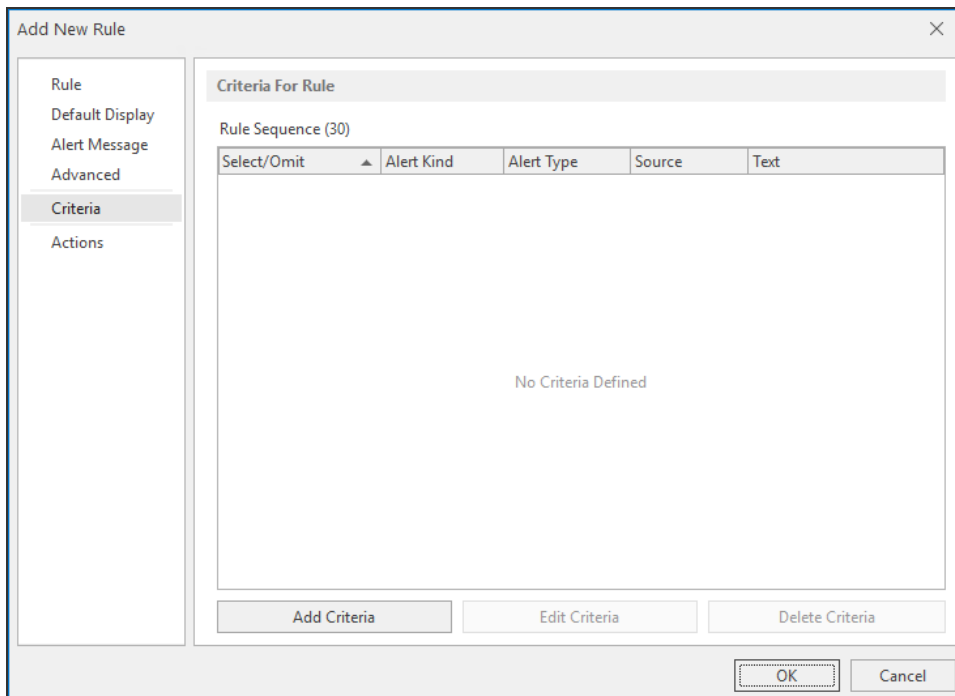 Add New Rule
Rule
Default Display
Alert Message
Advanced
Criteria
Actions
Criteria For Rule
Rule Sequence (30)
Select/Omit Alert Kind Alert Type Source Text
No Criteria Defined
Add Criteria Edit Criteria Delete Criteria
OK Cancel